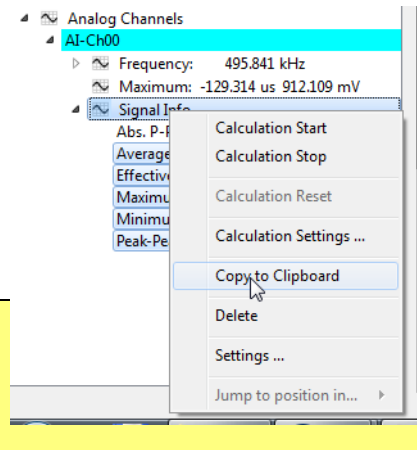 Analog Channels
AI-Ch00
Frequency: 495.841 kHz
Maximum: -129.314 us 912.109 mV
Signal Info
Abs. P-P
Calculation Start
Average
Calculation Stop
Effectiv
Maximu
Calculation Reset
Minimu
Peak-Pe
Calculation Settings ...
Copy to Clipboard
Delete
Settings ...
Jump to position in...